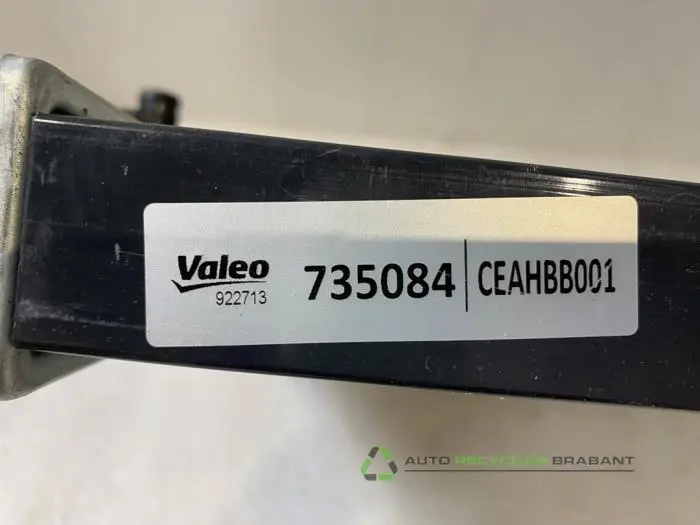 Valeo
922713
735084
CEAHBB001
AUTO RECYCLING BRABANT